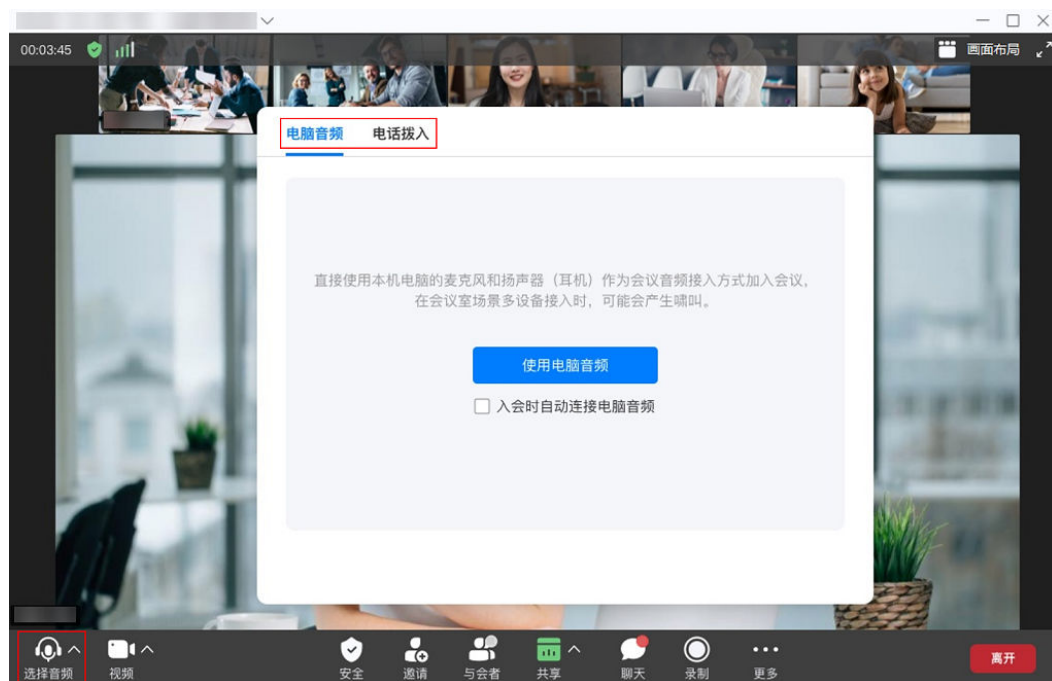 00:03:45
画面布局
电脑音频 电话拨入
直接使用本机电脑的麦克风和扬声器（耳机）作为会议音频接入方式加入会议，
在会议室场景多设备接入时，可能会产生啸叫。
使用电脑音频
入会时自动连接电脑音频
选择音频 视频 安全 邀请 与会者 共享 聊天 录制 更多 离开